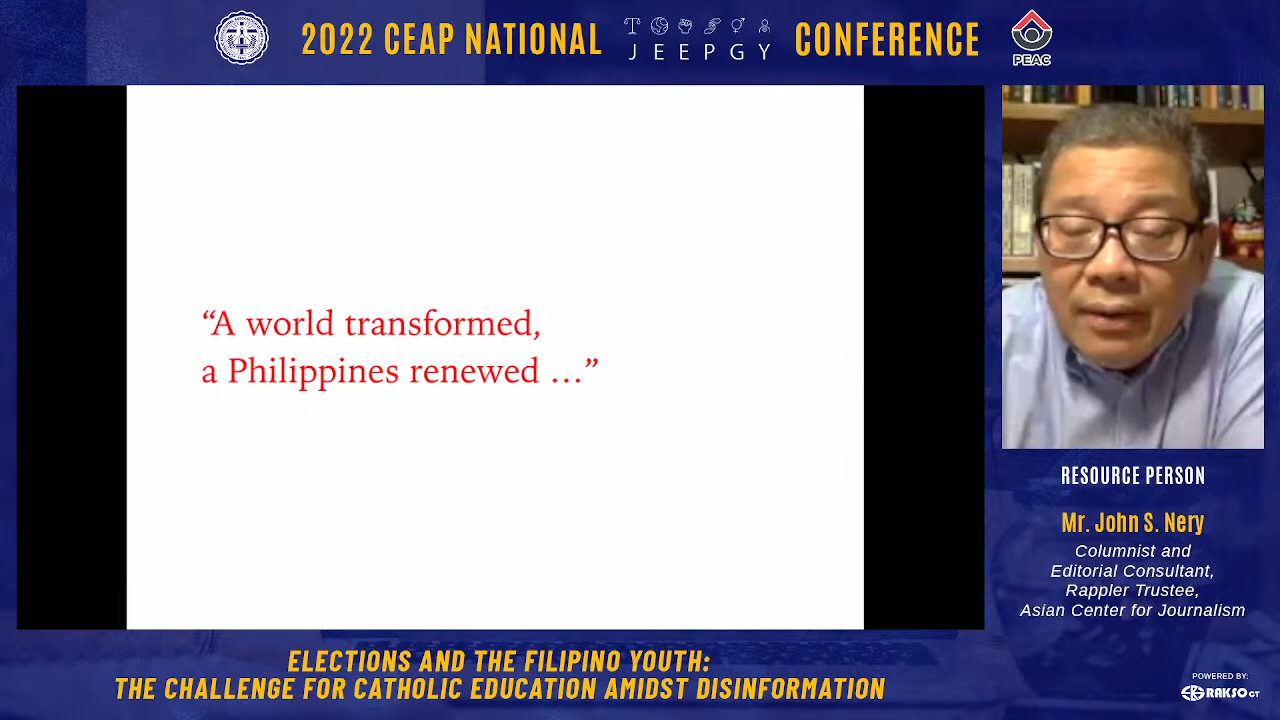 2022 CEAP NATIONAL JEEPGY CONFERENCE
PEAC
“A world transformed,
a Philippines renewed …”
RESOURCE PERSON
Mr. John S. Nery
Columnist and
Editorial Consultant,
Rappler Trustee,
Asian Center for Journalism
ELECTIONS AND THE FILIPINO YOUTH:
THE CHALLENGE FOR CATHOLIC EDUCATION AMIDST DISINFORMATION
POWERED BY:
RAKSO CT